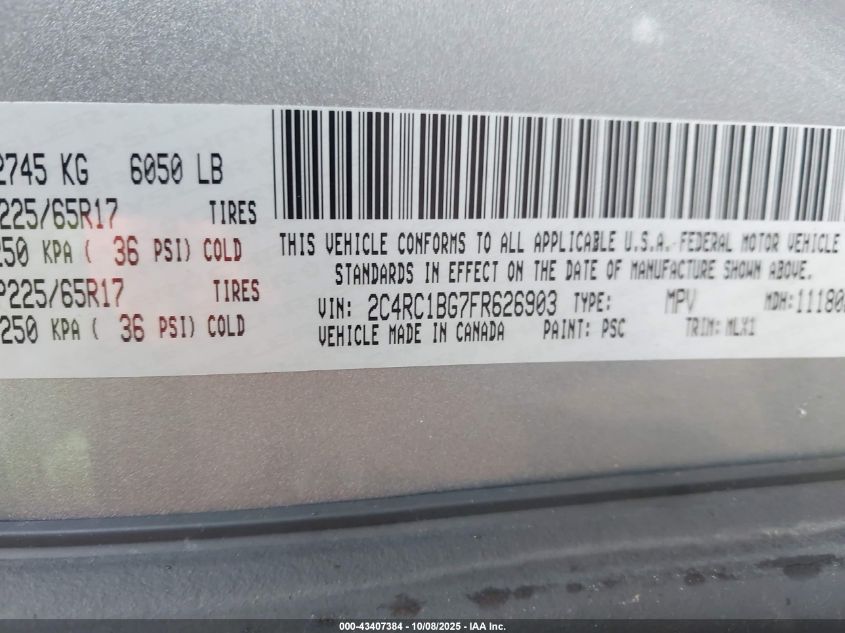 2745 KG 6050 LB
P225/65R17 TIRES
250 KPA ( 36 PSI) COLD
P225/65R17 TIRES
250 KPA ( 36 PSI) COLD
THIS VEHICLE CONFORMS TO ALL APPLICABLE U.S.A. FEDERAL MOTOR VEHICLE
STANDARDS IN EFFECT ON THE DATE OF MANUFACTURE SHOWN ABOVE.
VIN: 2C4RC1BG7FR626903 TYPE: MPV MDH:11180
VEHICLE MADE IN CANADA PAINT: PSC TRIM: MLX1
000-43407384 - 10/08/2025 - IAA Inc.